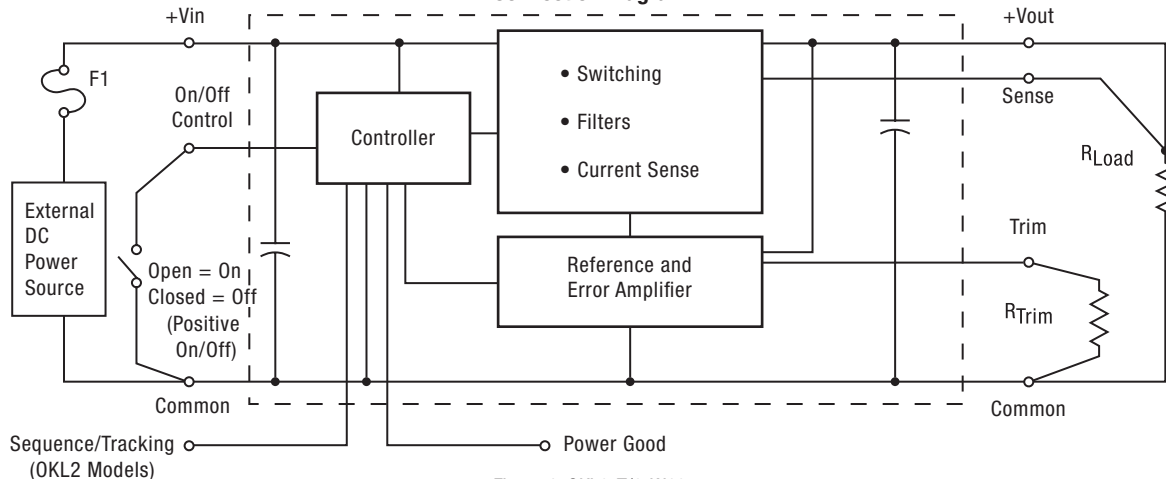 +Vin
+Vout
F1
On/Off
Control
Controller
• Switching
• Filters
• Current Sense
Sense
RLoad
External
DC
Power
Source
Open = On
Closed = Off
(Positive
On/Off)
Reference and
Error Amplifier
Trim
RTrim
Common
Common
Sequence/Tracking
(OKL2 Models)
Power Good